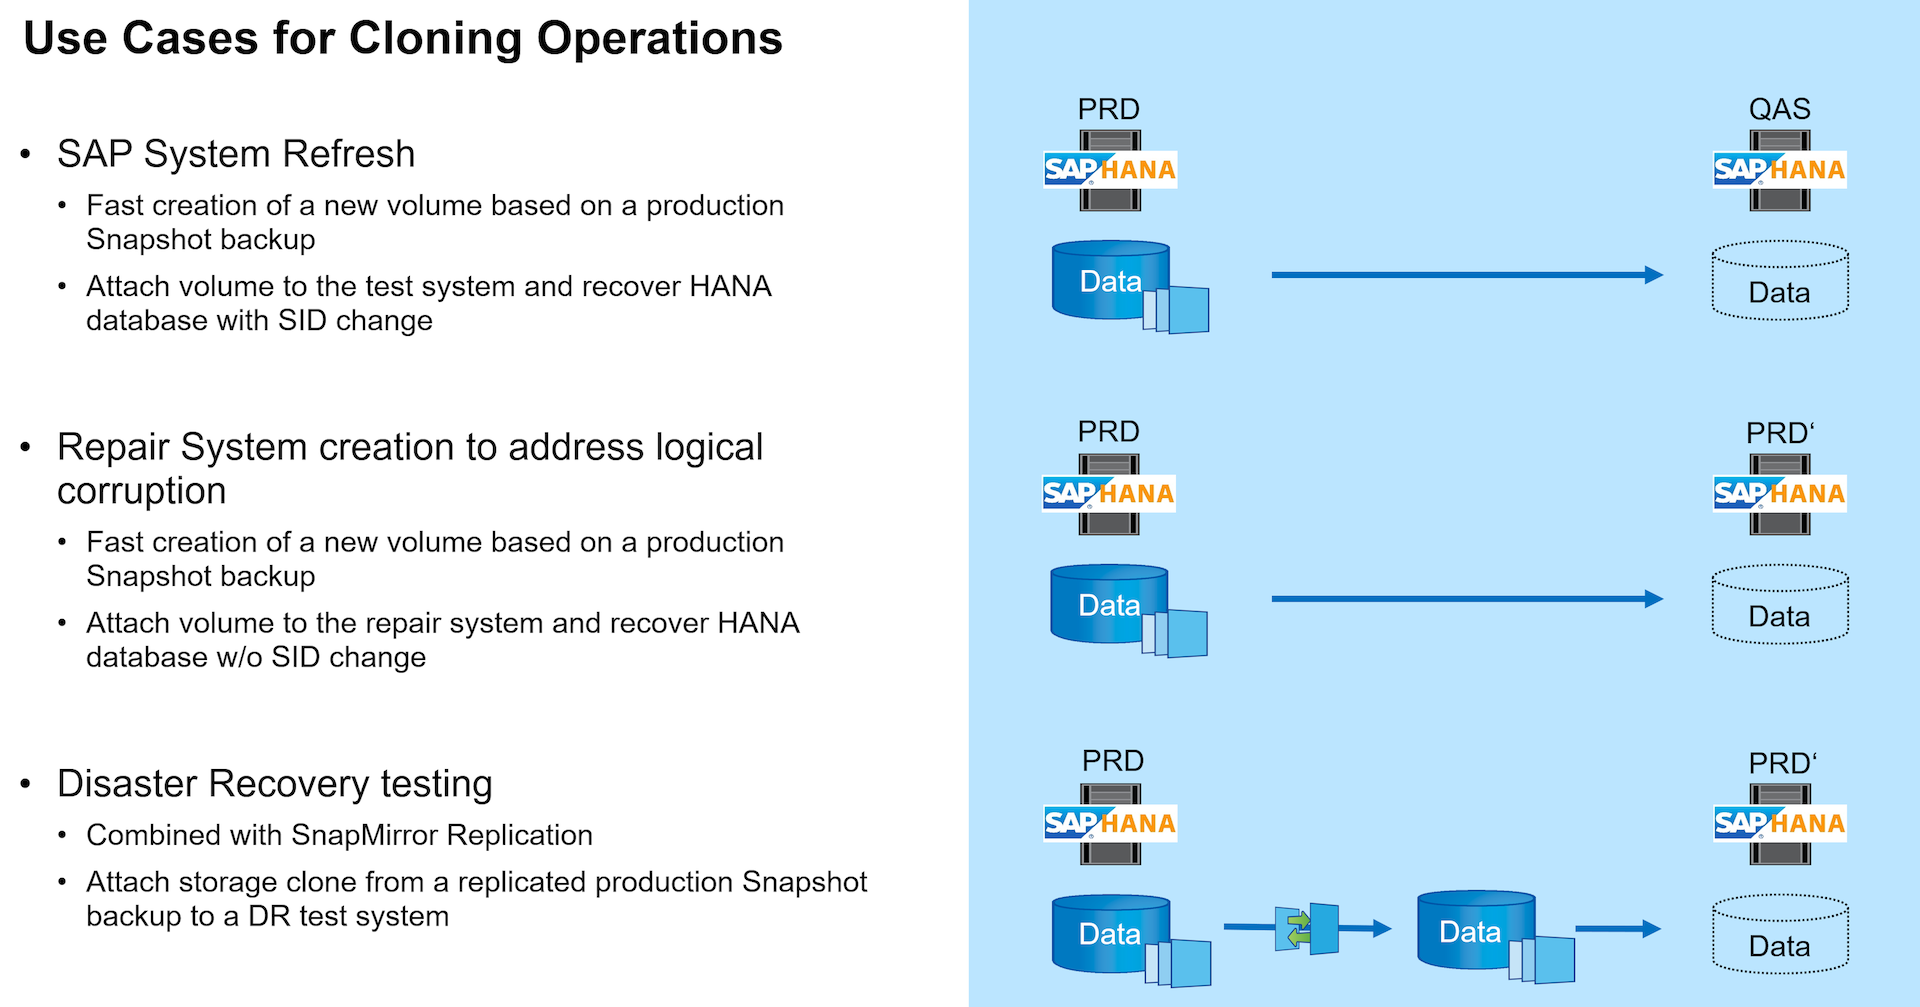 Use Cases for Cloning Operations
• SAP System Refresh
• Fast creation of a new volume based on a production
Snapshot backup
• Attach volume to the test system and recover HANA
database with SID change
• Repair System creation to address logical
corruption
• Fast creation of a new volume based on a production
Snapshot backup
• Attach volume to the repair system and recover HANA
database w/o SID change
• Disaster Recovery testing
• Combined with SnapMirror Replication
• Attach storage clone from a replicated production Snapshot
backup to a DR test system
PRD
QAS
SAP® HANA
SAP® HANA
Data
Data
PRD
PRD‘
SAP® HANA
SAP® HANA
Data
Data
PRD
PRD‘
SAP® HANA
SAP® HANA
Data
Data
Data